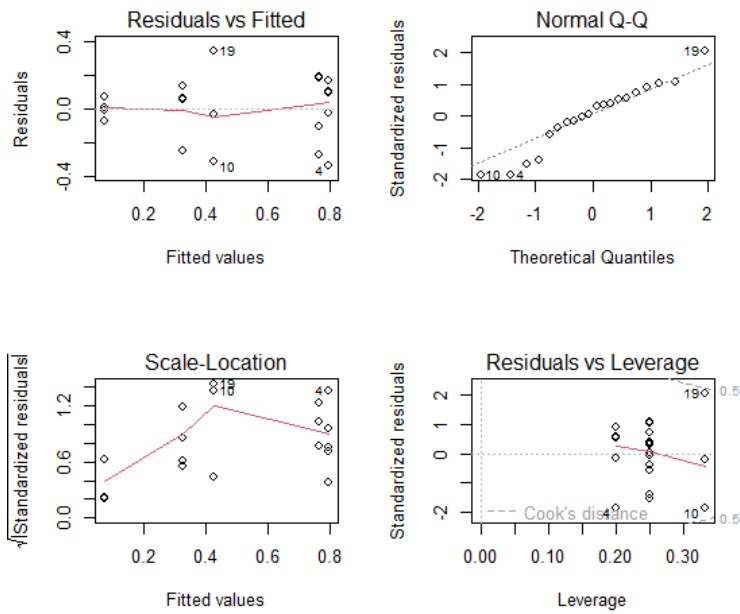 Residuals vs Fitted
Residuals
0.4
0.0
-0.4
19
10
4
0.2 0.4 0.6 0.8
Fitted values
Normal Q-Q
Standardized residuals
2
1
0
-1
-2
19
10 4
-2 -1 0 1 2
Theoretical Quantiles
Scale-Location
√|Standardized residuals|
1.2
0.6
0.0
19
10
4
0.2 0.4 0.6 0.8
Fitted values
Residuals vs Leverage
Standardized residuals
2
1
0
-2
19
4
10
0.5
0.5
Cook's distance
0.00 0.10 0.20 0.30
Leverage